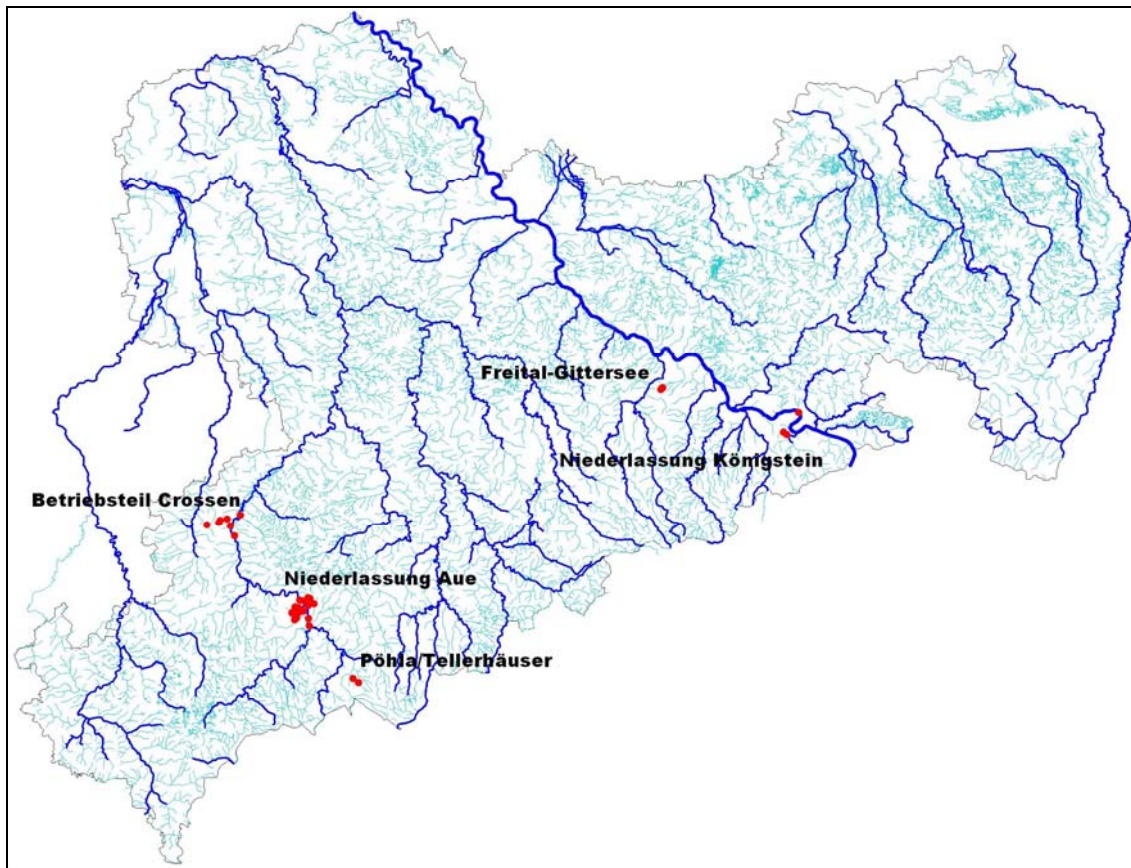 Freital-Gittersee
Niederlassung Königstein
Betriebsteil Crossen
Niederlassung Aue
Pöhla/Tellerhäuser